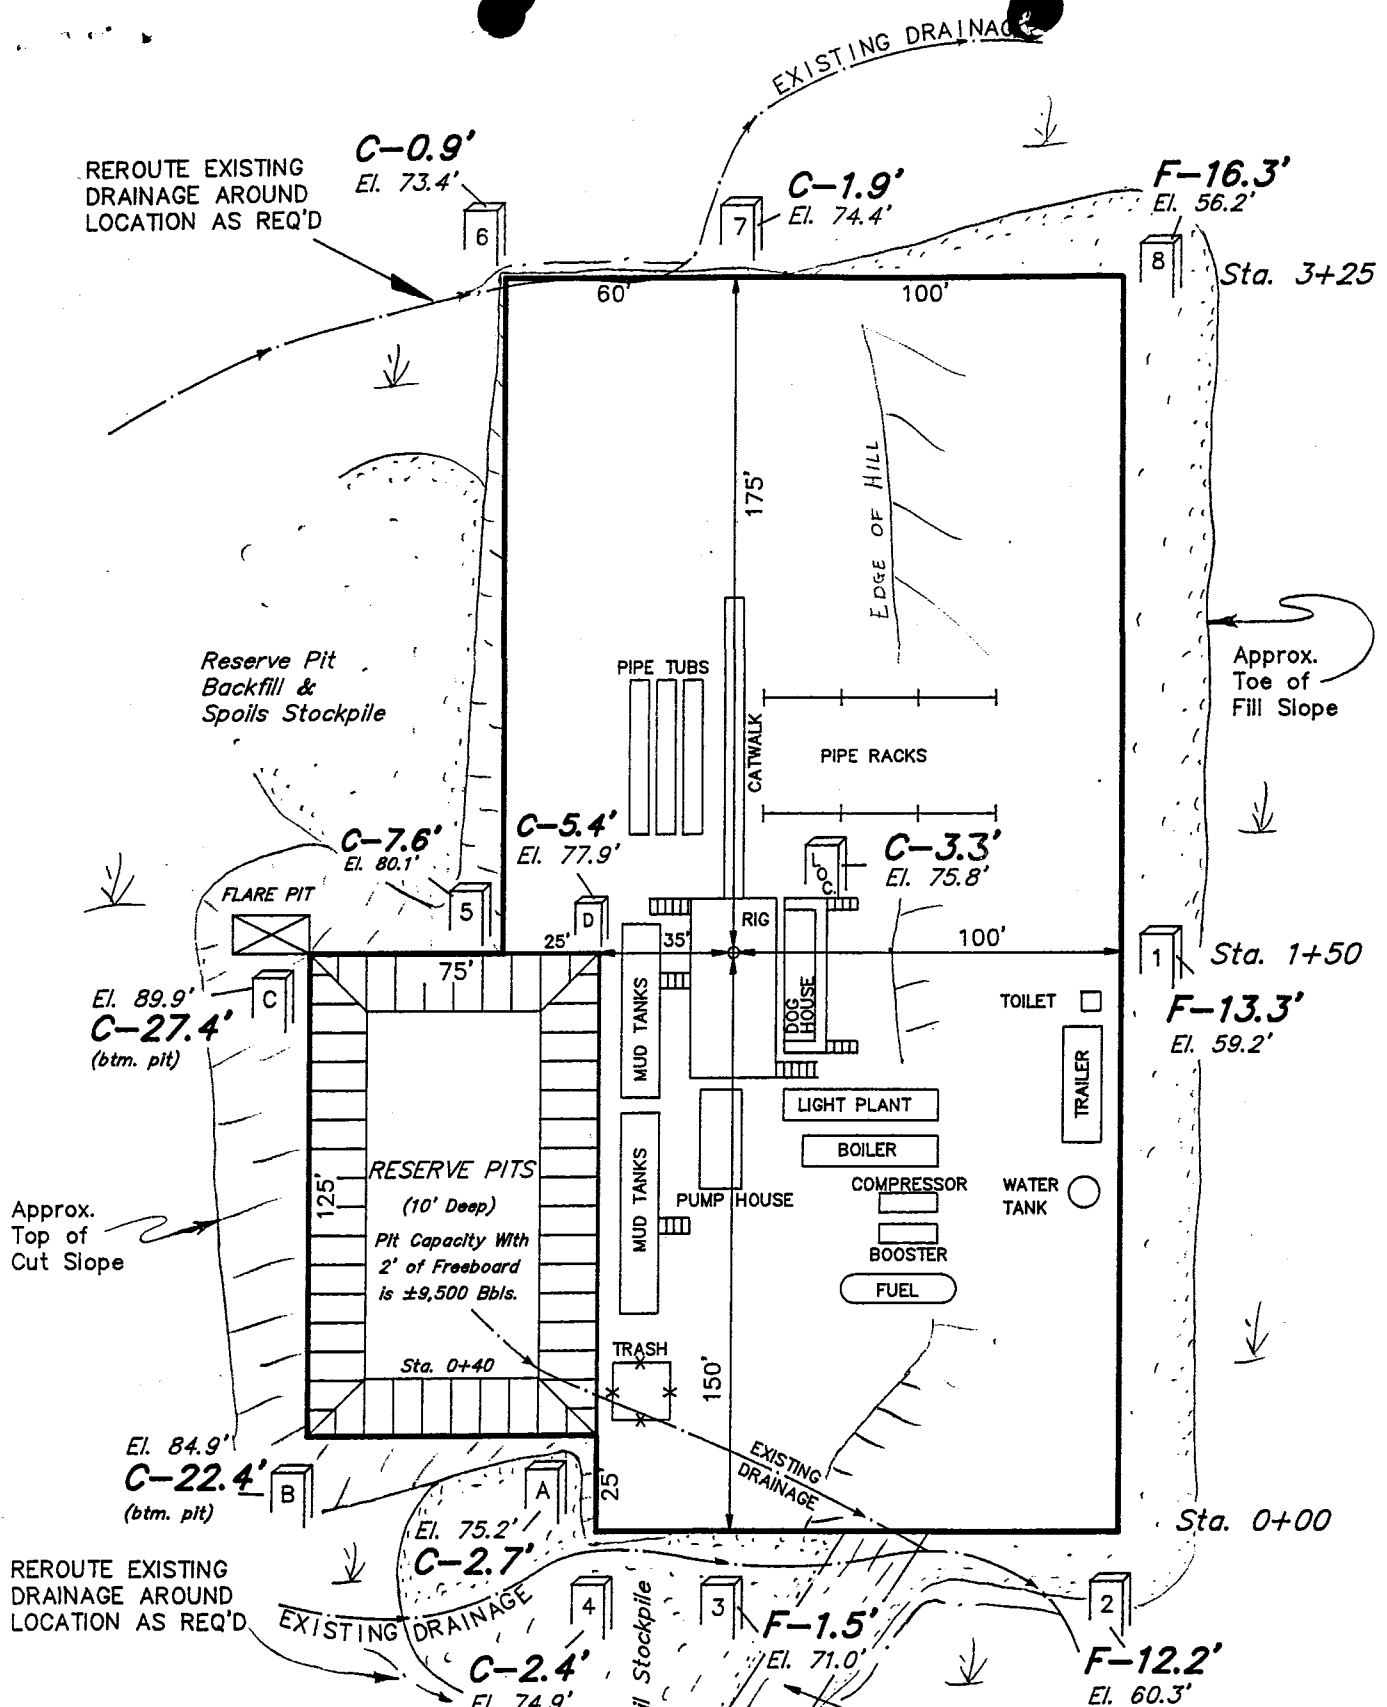 EXISTING DRAINAGE
C-0.9'
El. 73.4'
REROUTE EXISTING
DRAINAGE AROUND
LOCATION AS REQ'D
C-1.9'
El. 74.4'
F-16.3'
El. 56.2'
6
7
8
Sta. 3+25
60'
100'
175'
EDGE OF HILL
Reserve Pit
Backfill &
Spoils Stockpile
PIPE TUBS
CATWALK
PIPE RACKS
Approx.
Toe of
Fill Slope
C-7.6'
El. 80.1'
C-5.4'
El. 77.9'
LOC.
C-3.3'
El. 75.8'
FLARE PIT
5
D
RIG
25'
35'
100'
75'
1
Sta. 1+50
C
El. 89.9'
C-27.4'
(btm. pit)
DOG
HOUSE
TOILET
F-13.3'
El. 59.2'
MUD TANKS
TRAILER
LIGHT PLANT
BOILER
RESERVE PITS
(10' Deep)
125'
Pit Capacity With
2' of Freeboard
is ±9,500 Bbls.
MUD TANKS
PUMP HOUSE
COMPRESSOR
BOOSTER
WATER
TANK
FUEL
Approx.
Top of
Cut Slope
Sta. 0+40
TRASH
150'
El. 84.9'
C-22.4'
(btm. pit)
B
A
25'
EXISTING
DRAINAGE
El. 75.2'
C-2.7'
Sta. 0+00
REROUTE EXISTING
DRAINAGE AROUND
LOCATION AS REQ'D
EXISTING DRAINAGE
4
Stockpile
3
2
F-1.5'
El. 71.0'
C-2.4'
El. 74.9'
F-12.2'
El. 60.3'